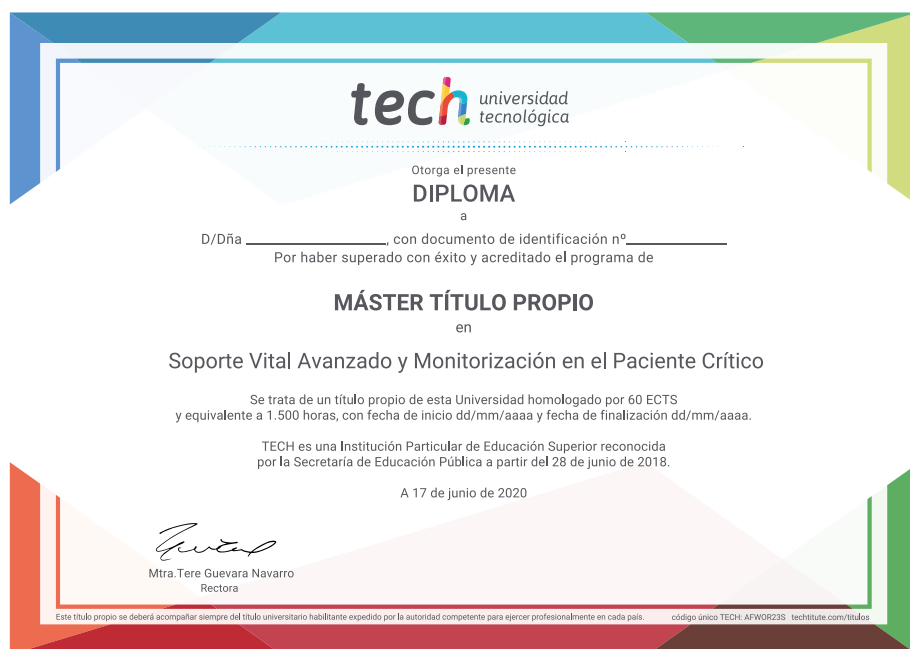 tech universidad
tecnológica
Otorga el presente
DIPLOMA
a
D/Dña ______________, con documento de identificación nº__________
Por haber superado con éxito y acreditado el programa de
MÁSTER TÍTULO PROPIO
en
Soporte Vital Avanzado y Monitorización en el Paciente Crítico
Se trata de un título propio de esta Universidad homologado por 60 ECTS
y equivalente a 1.500 horas, con fecha de inicio dd/mm/aaaa y fecha de finalización dd/mm/aaaa.
TECH es una Institución Particular de Educación Superior reconocida
por la Secretaría de Educación Pública a partir del 28 de junio de 2018.
A 17 de junio de 2020
Mtra.Tere Guevara Navarro
Rectora
Este título propio se deberá acompañar siempre del título universitario habilitante expedido por la autoridad competente para ejercer profesionalmente en cada país. código único TECH: AFWOR23S techtitute.com/titulos